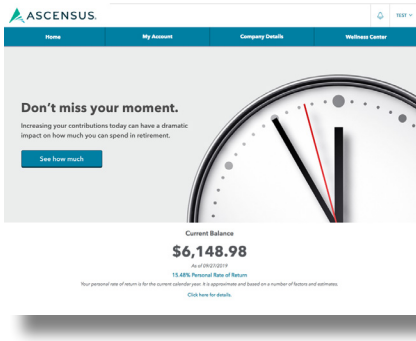 ASCENSUS.
TEST
Home My Account Company Details Wellness Center
Don't miss your moment.
Increasing your contributions today can have a dramatic
impact on how much you can spend in retirement.
See how much
Current Balance
$6,148.98
As of 09/27/2019
15.48% Personal Rate of Return
Your personal rate of return is for the current calendar year. It is approximate and based on a number of factors and estimates.
Click here for details.